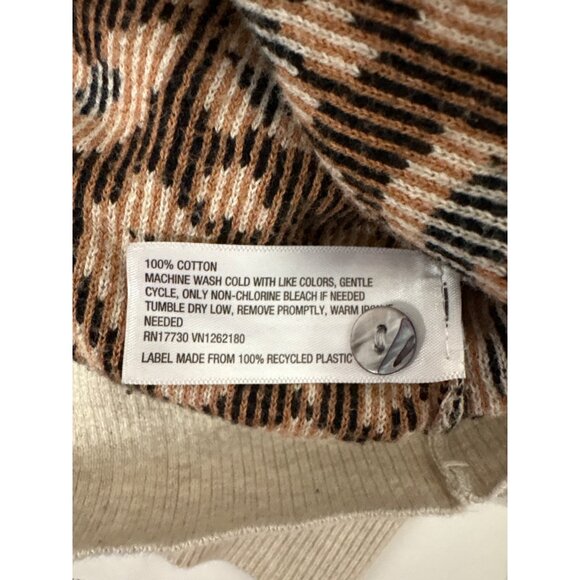 100% COTTON
MACHINE WASH COLD WITH LIKE COLORS, GENTLE
CYCLE, ONLY NON-CHLORINE BLEACH IF NEEDED
TUMBLE DRY LOW, REMOVE PROMPTLY, WARM
NEEDED
RN17730 VN1262180
LABEL MADE FROM 100% RECYCLED PLASTIC